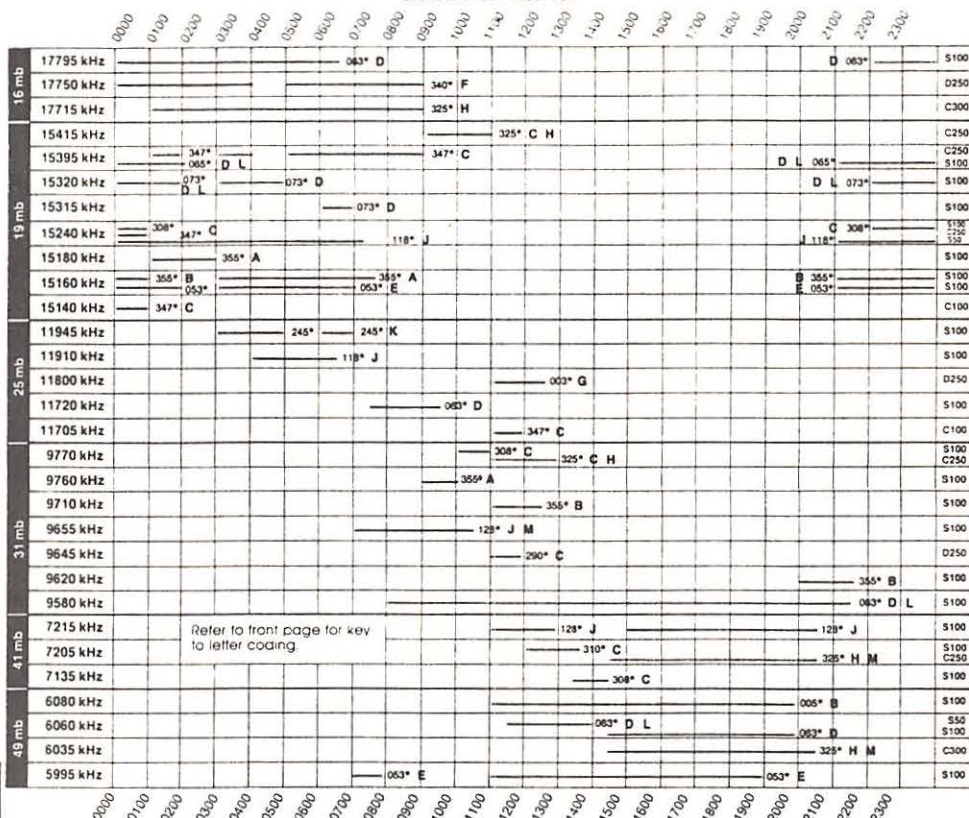 0000 0100 0200 0300 0400 0500 0600 0700 0800 0900 1000 1100 1200 1300 1400 1500 1600 1700 1800 1900 2000 2100 2200 2300
16 mb
17795 kHz 063° D D 063° S100
17750 kHz 340° F D250
17715 kHz 325° H C300
19 mb
15415 kHz 325° C H C250
15395 kHz 347° 347° C C250
065° D L D L 065° S100
15320 kHz 073° 073° D D L 073° S100
D L
15315 kHz 073° D S100
15240 kHz 308° C C 308° S100
347° C C250
118° J J 118° S50
15180 kHz 355° A S100
15160 kHz 355° B 355° A B 355° S100
053° 053° E E 053° S100
15140 kHz 347° C C100
25 mb
11945 kHz 245° 245° K S100
11910 kHz 118° J S100
11800 kHz 003° G D250
11720 kHz 063° D S100
11705 kHz 347° C C100
31 mb
9770 kHz 308° C S100
325° C H C250
9760 kHz 355° A S100
9710 kHz 355° B S100
9655 kHz 128° J M S100
9645 kHz 290° C D250
9620 kHz 355° B S100
9580 kHz 063° D L S100
41 mb
7215 kHz 128° J 128° J S100
Refer to front page for key
to letter coding.
7205 kHz 310° C S100
325° H M C250
7135 kHz 308° C S100
49 mb
6080 kHz 005° B S100
6060 kHz 063° D L S50
063° D S100
6035 kHz 325° H M C300
5995 kHz 053° E 053° E S100
0000 0100 0200 0300 0400 0500 0600 0700 0800 0900 1000 1100 1200 1300 1400 1500 1600 1700 1800 1900 2000 2100 2200 2300